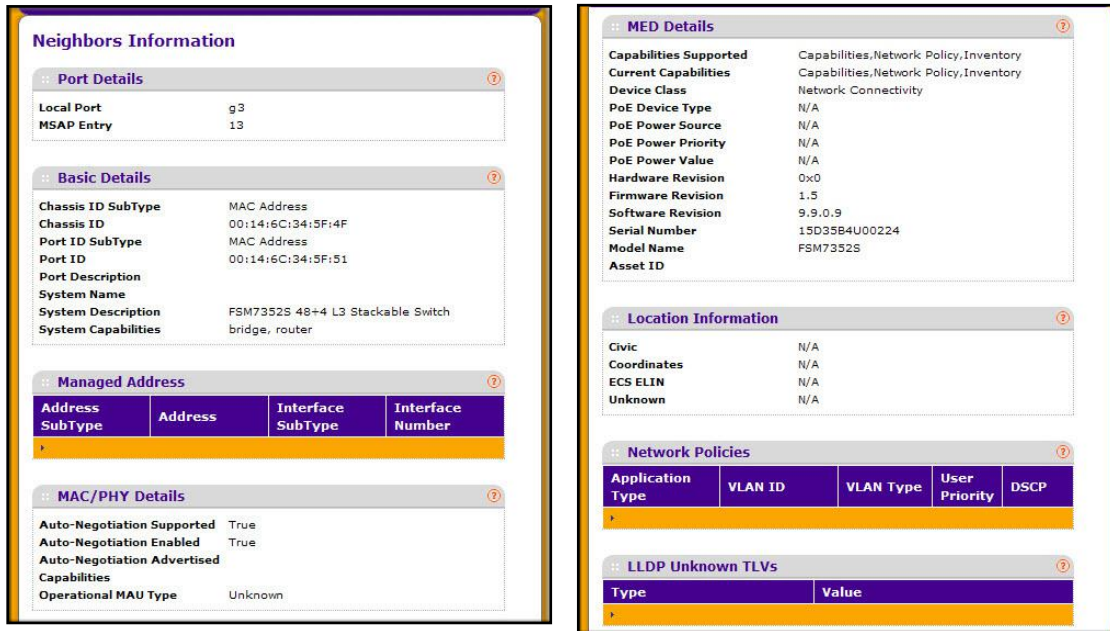 Neighbors Information
Port Details
Local Port g3
MSAP Entry 13
Basic Details
Chassis ID SubType MAC Address
Chassis ID 00:14:6C:34:5F:4F
Port ID SubType MAC Address
Port ID 00:14:6C:34:5F:51
Port Description
System Name
System Description FSM7352S 48+4 L3 Stackable Switch
System Capabilities bridge, router
Managed Address
Address SubType Address Interface SubType Interface Number
MAC/PHY Details
Auto-Negotiation Supported True
Auto-Negotiation Enabled True
Auto-Negotiation Advertised
Capabilities
Operational MAU Type Unknown
MED Details
Capabilities Supported Capabilities,Network Policy,Inventory
Current Capabilities Capabilities,Network Policy,Inventory
Device Class Network Connectivity
PoE Device Type N/A
PoE Power Source N/A
PoE Power Priority N/A
PoE Power Value N/A
Hardware Revision 0x0
Firmware Revision 1.5
Software Revision 9.9.0.9
Serial Number 15D35B4U00224
Model Name FSM7352S
Asset ID
Location Information
Civic N/A
Coordinates N/A
ECS ELIN N/A
Unknown N/A
Network Policies
Application Type VLAN ID VLAN Type User Priority DSCP
LLDP Unknown TLVs
Type Value